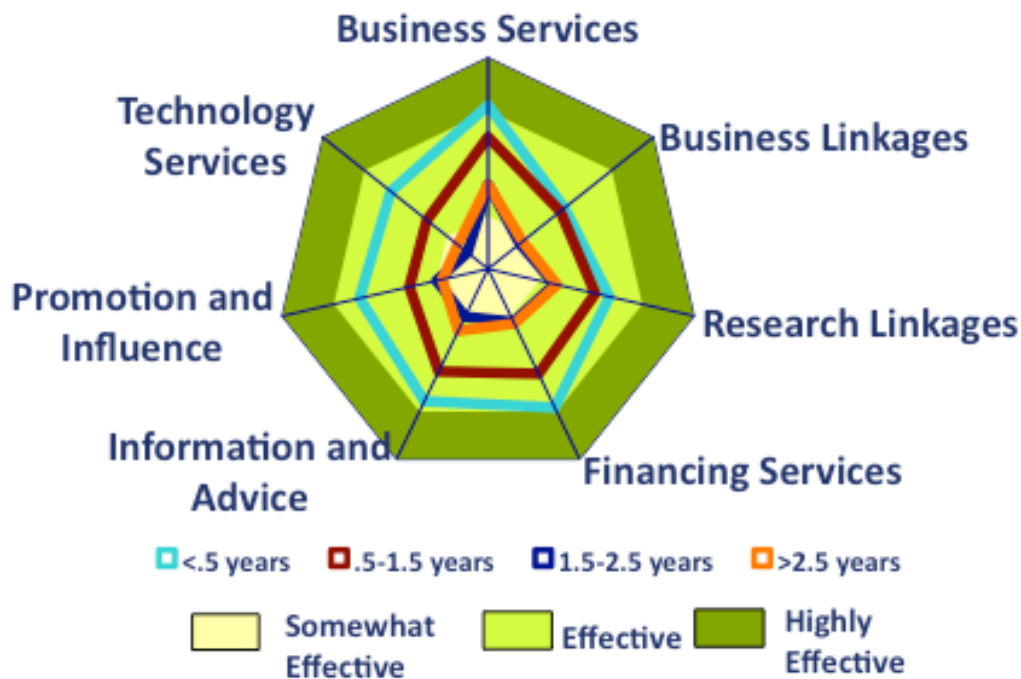 Business Services
Technology
Services
Business Linkages
Promotion and
Influence
Research Linkages
Information and
Advice
Financing Services
<.5 years
.5-1.5 years
1.5-2.5 years
>2.5 years
Somewhat
Effective
Effective
Highly
Effective